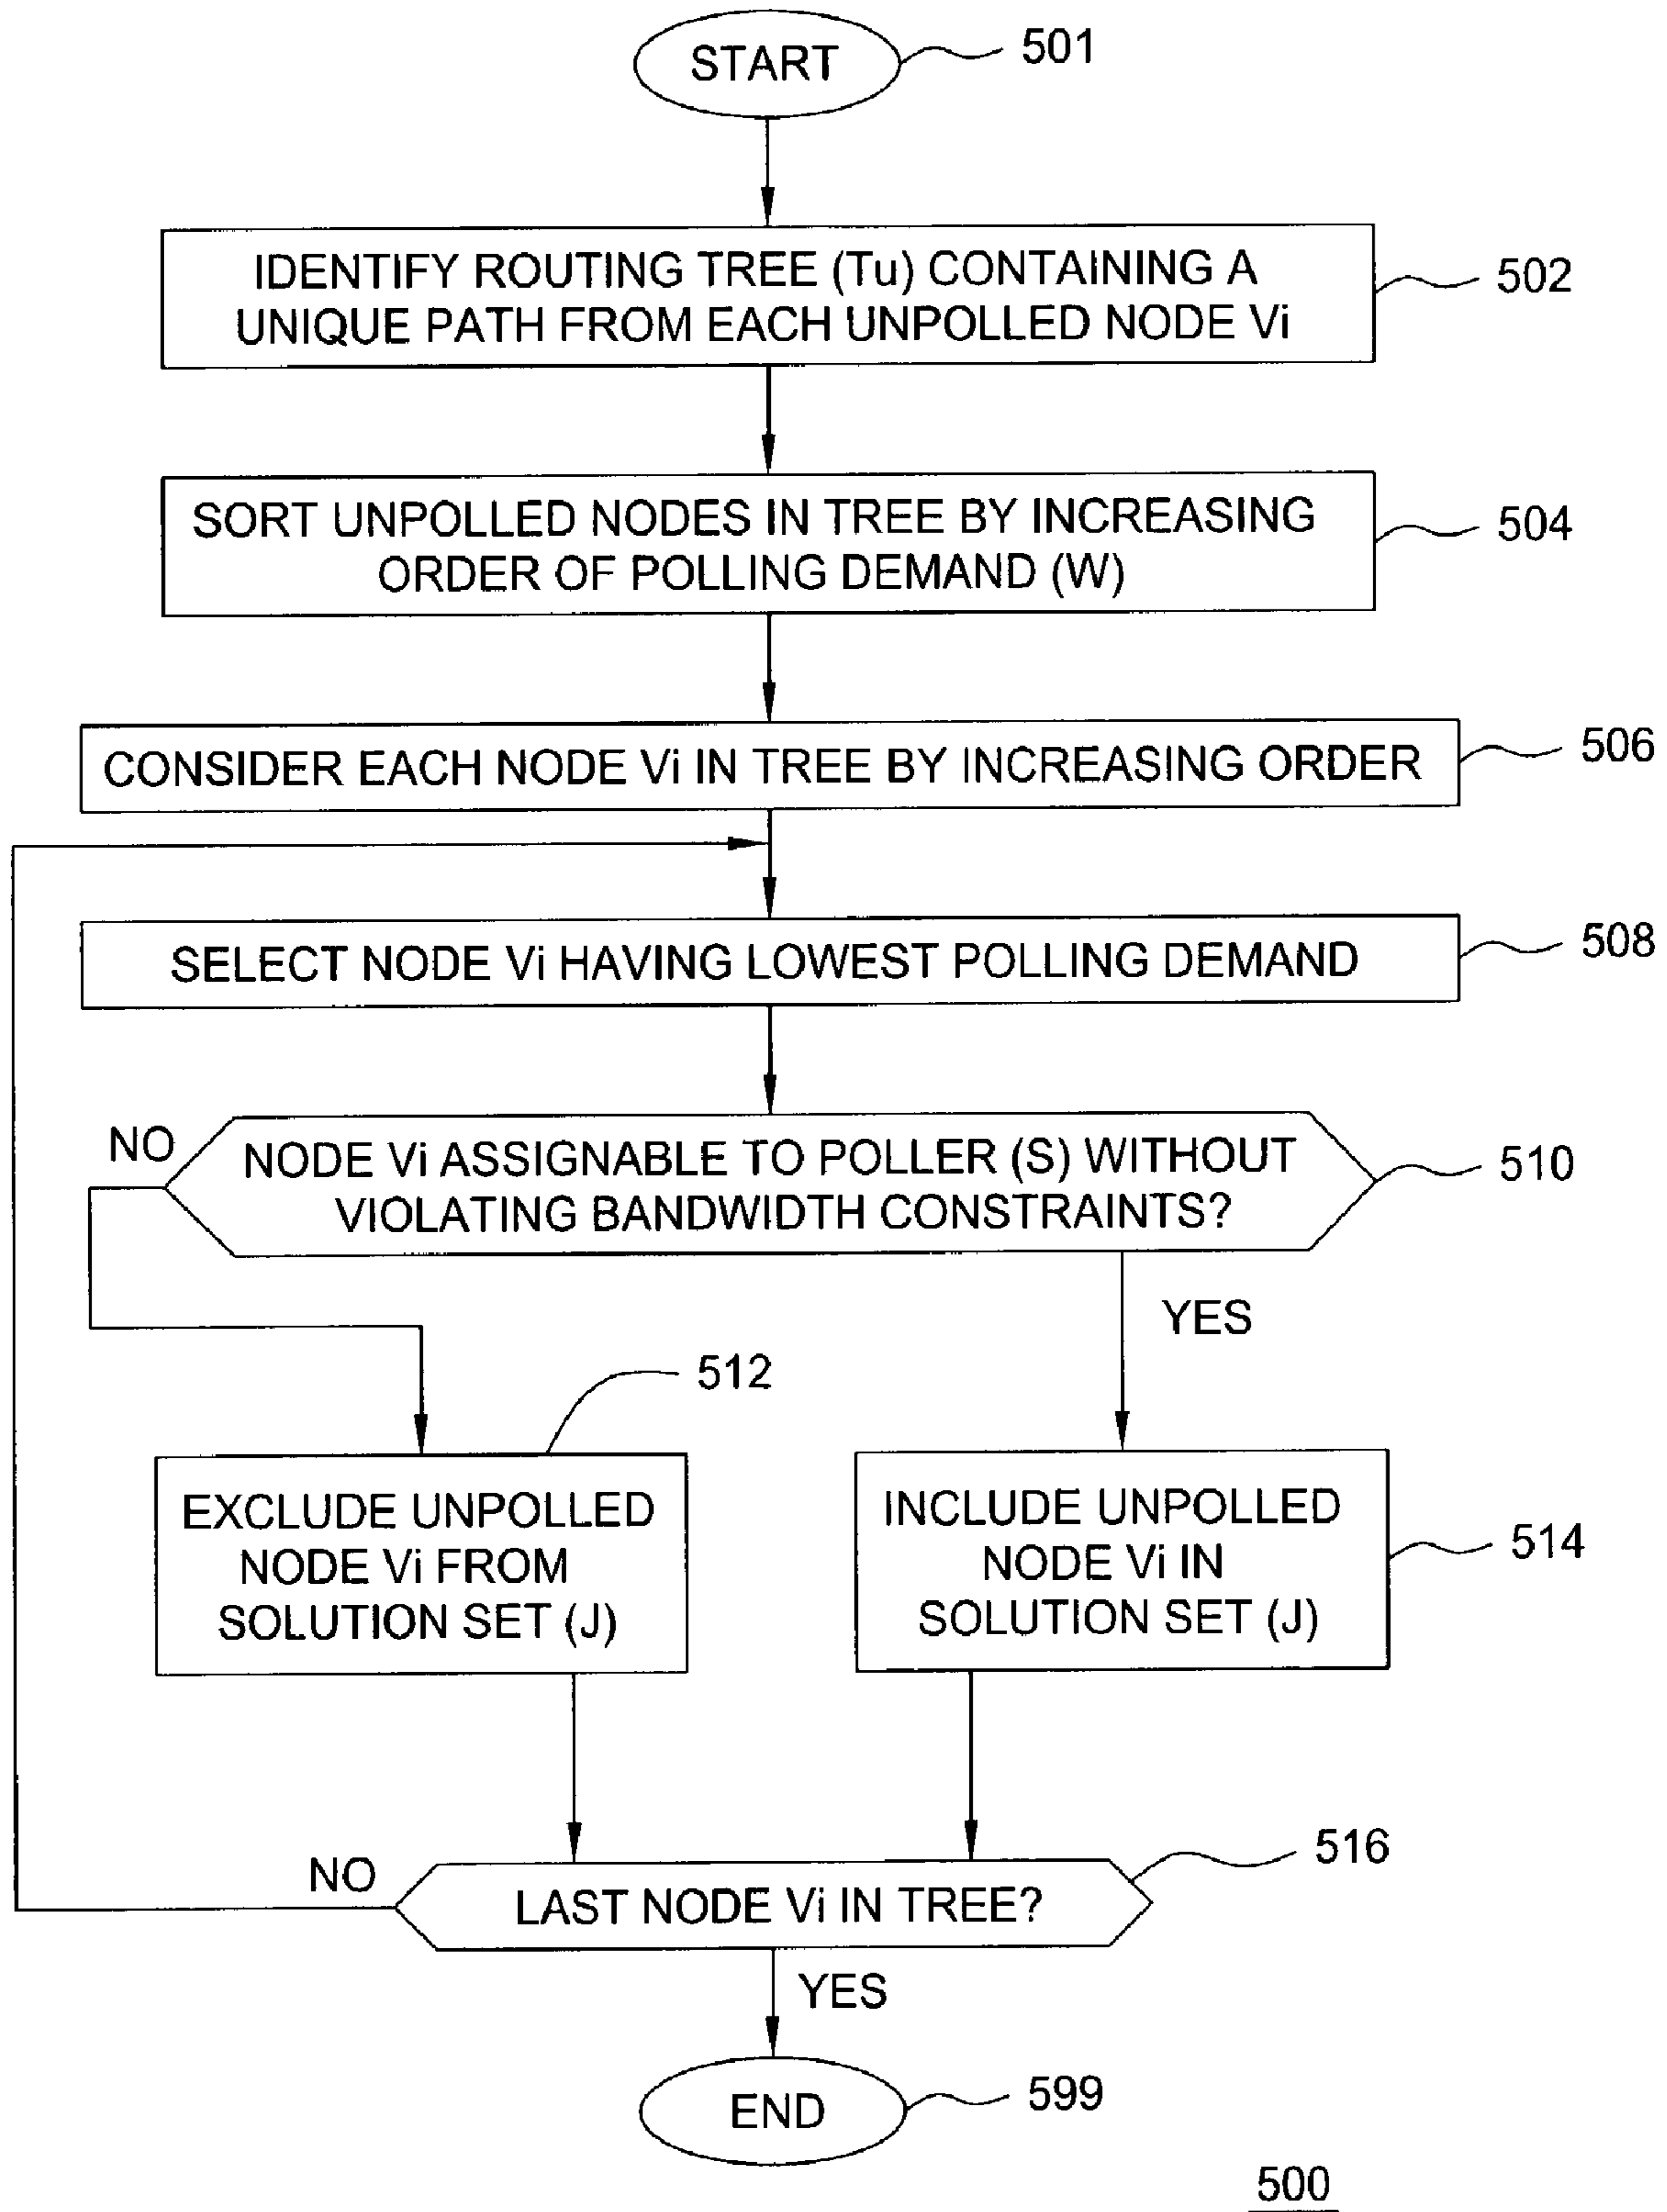 START
501
IDENTIFY ROUTING TREE (Tu) CONTAINING A
UNIQUE PATH FROM EACH UNPOLLED NODE Vi
502
SORT UNPOLLED NODES IN TREE BY INCREASING
ORDER OF POLLING DEMAND (W)
504
CONSIDER EACH NODE Vi IN TREE BY INCREASING ORDER
506
SELECT NODE Vi HAVING LOWEST POLLING DEMAND
508
NO
NODE Vi ASSIGNABLE TO POLLER (S) WITHOUT
VIOLATING BANDWIDTH CONSTRAINTS?
510
YES
512
EXCLUDE UNPOLLED
NODE Vi FROM
SOLUTION SET (J)
INCLUDE UNPOLLED
NODE Vi IN
SOLUTION SET (J)
514
NO
LAST NODE Vi IN TREE?
516
YES
END
599
500